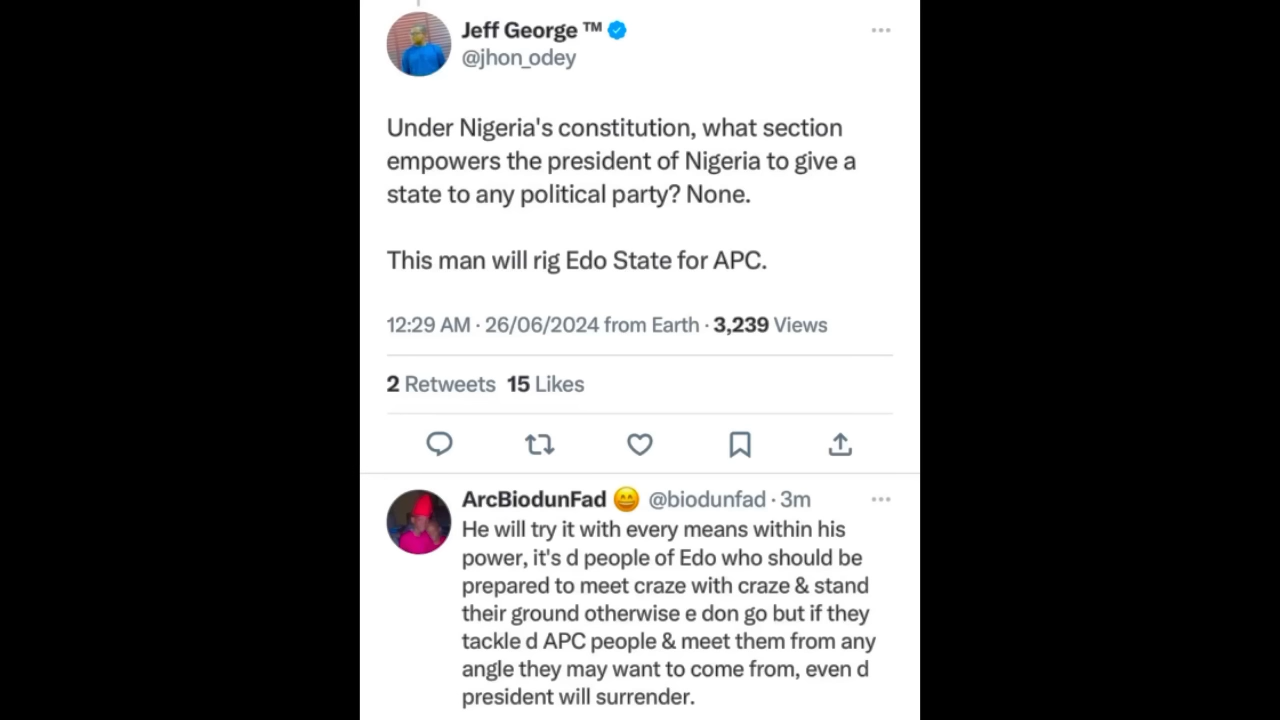 Jeff George ™
@jhon_odey
Under Nigeria's constitution, what section
empowers the president of Nigeria to give a
state to any political party? None.
This man will rig Edo State for APC.
12:29 AM · 26/06/2024 from Earth · 3,239 Views
2 Retweets 15 Likes
ArcBiodunFad 😄 @biodunfad · 3m
He will try it with every means within his
power, it's d people of Edo who should be
prepared to meet craze with craze & stand
their ground otherwise e don go but if they
tackle d APC people & meet them from any
angle they may want to come from, even d
president will surrender.